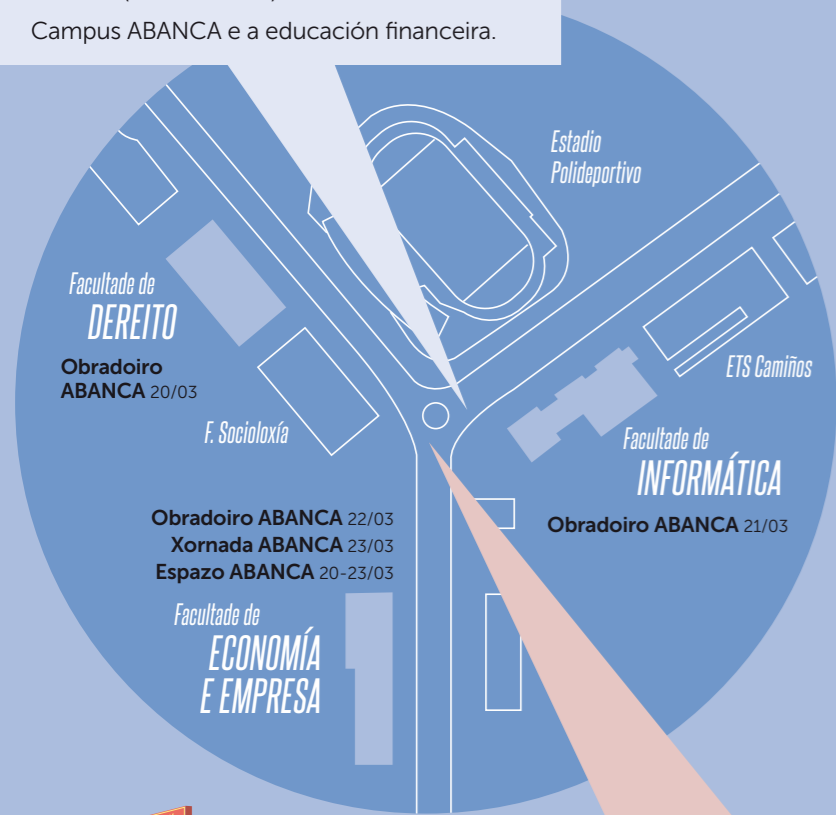 Campus ABANCA e a educación financeira.
Estadio
Polideportivo
Facultade de
DEREITO
Obradoiro
ABANCA 20/03
F. Socioloxía
ETS Camiños
Facultade de
INFORMÁTICA
Obradoiro ABANCA 21/03
Obradoiro ABANCA 22/03
Xornada ABANCA 23/03
Espazo ABANCA 20-23/03
Facultade de
ECONOMÍA
E EMPRESA